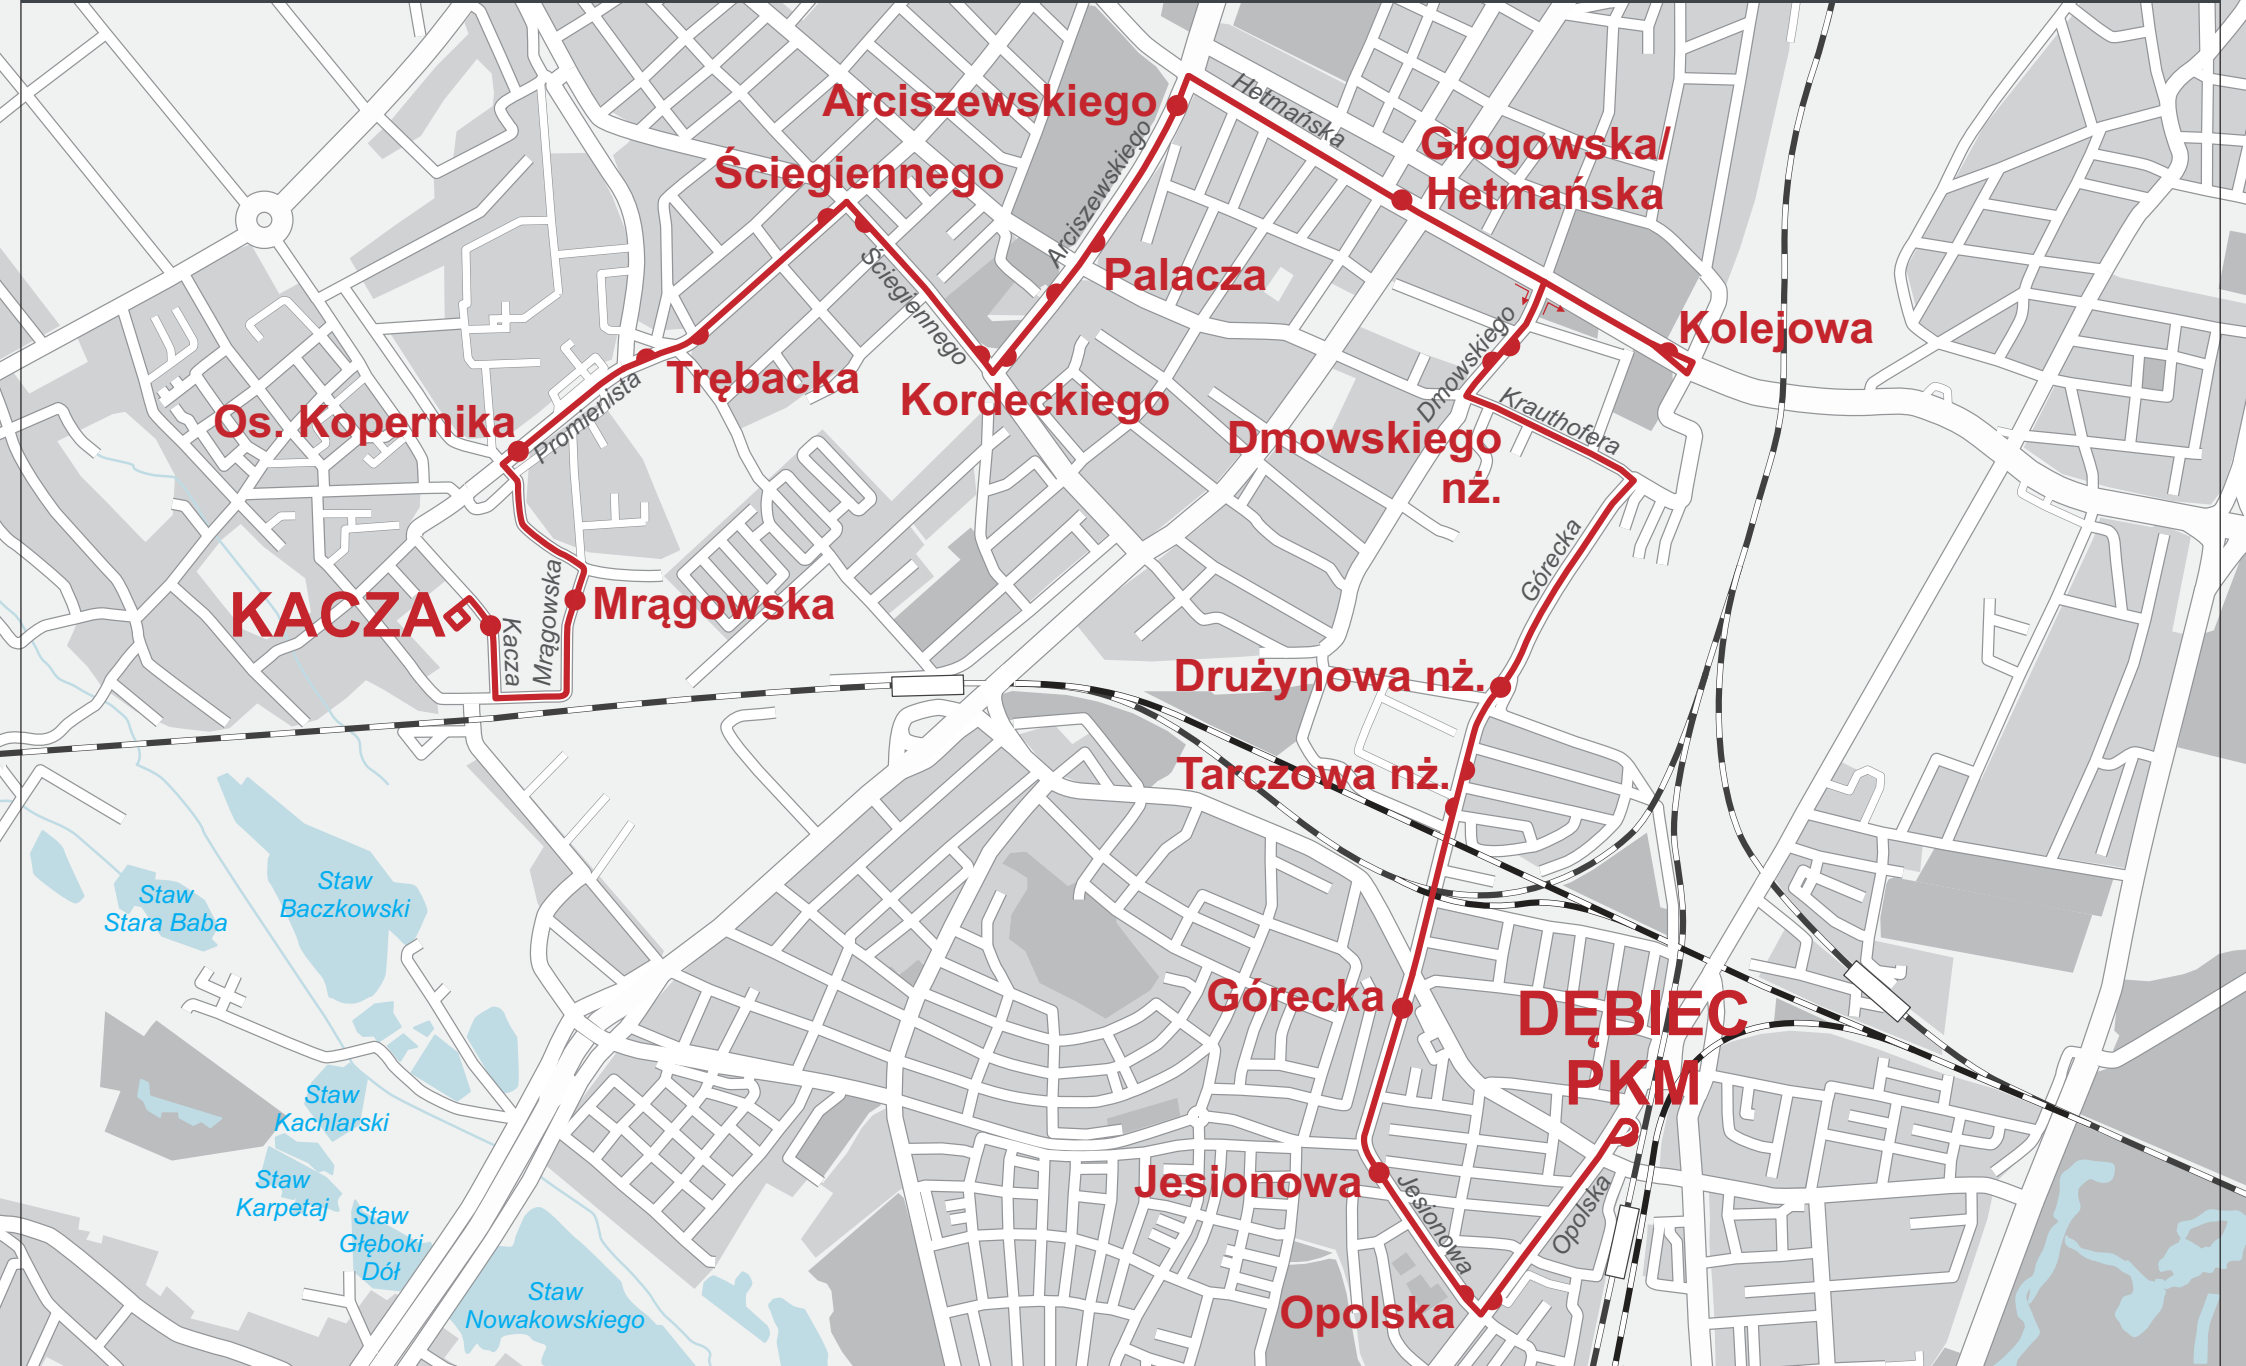 Arciszewskiego
Hetmańska
Głogowska/
Hetmańska
Ściegiennego
Arciszewskiego
Ściegiennego
Palacza
Kolejowa
Dmowskiego
Trębacka
Kordeckiego
Krauthofera
Promienista
Os. Kopernika
Dmowskiego
nż.
Górecka
KACZA
Kacza
Mrągowska
Mrągowska
Drużynowa nż.
Tarczowa nż.
Staw
Stara Baba
Staw
Baczkowski
Górecka
DĘBIEC
PKM
Staw
Kachlarski
Staw
Karpetaj
Staw
Głęboki
Dół
Jesionowa
Jesionowa
Opolska
Staw
Nowakowskiego
Opolska